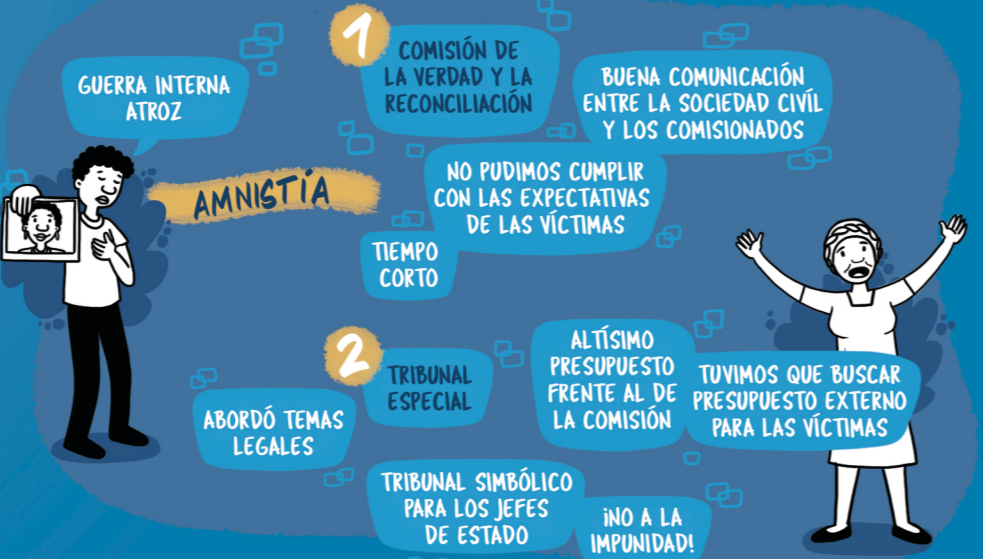 GUERRA INTERNA
ATROZ
AMNISTÍA
1
COMISIÓN DE
LA VERDAD Y LA
RECONCILIACIÓN
BUENA COMUNICACIÓN
ENTRE LA SOCIEDAD CIVÍL
Y LOS COMISIONADOS
NO PUDIMOS CUMPLIR
CON LAS EXPECTATIVAS
DE LAS VÍCTIMAS
TIEMPO
CORTO
2
TRIBUNAL
ESPECIAL
ABORDÓ TEMAS
LEGALES
ALTÍSIMO
PRESUPUESTO
FRENTE AL DE
LA COMISIÓN
TUVIMOS QUE BUSCAR
PRESUPUESTO EXTERNO
PARA LAS VÍCTIMAS
TRIBUNAL SIMBÓLICO
PARA LOS JEFES
DE ESTADO
¡NO A LA
IMPUNIDAD!